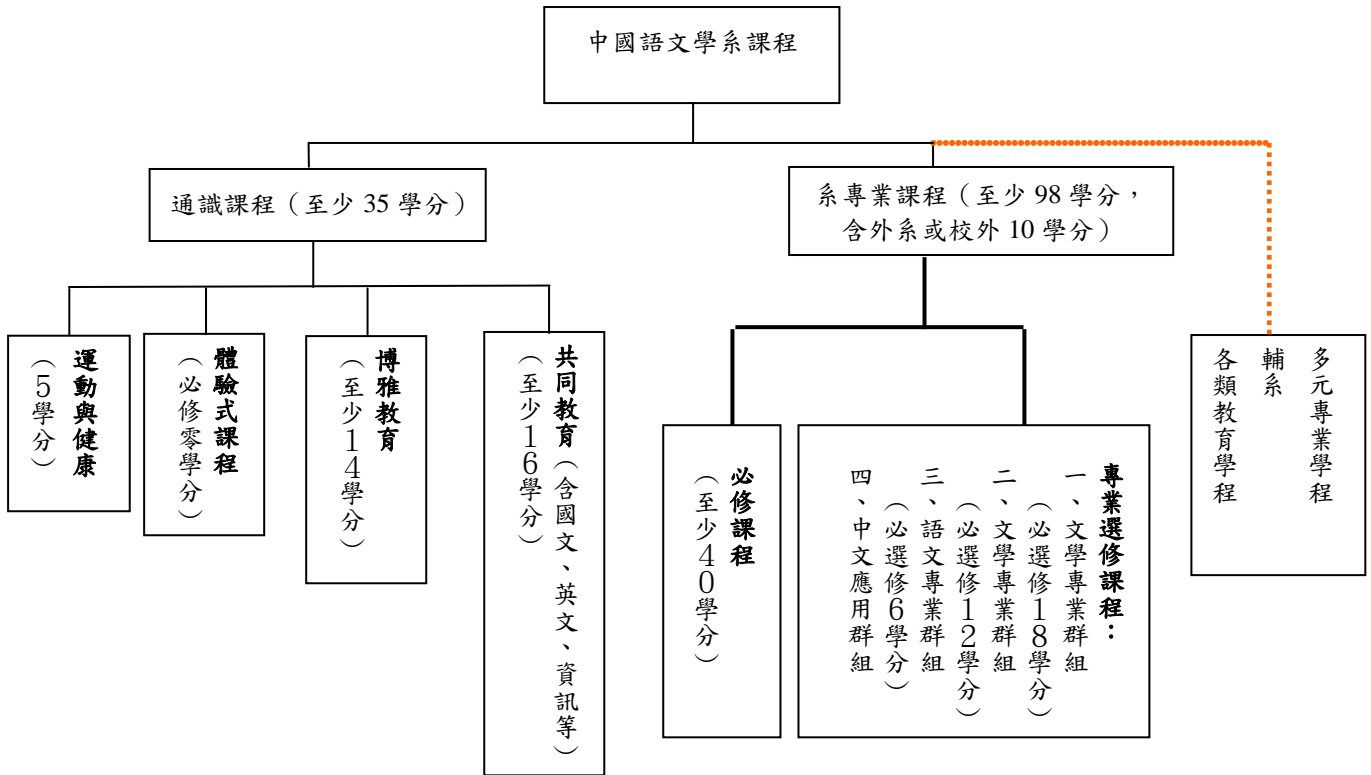 中國語文學系課程
通識課程（至少 35 學分）
系專業課程（至少 98 學分，
含外系或校外 10 學分）
運動與健康
（5學分）
體驗式課程
（必修零學分）
博雅教育
（至少14學分）
共同教育（含國文、英文、資訊等）
（至少16學分）
必修課程
（至少40學分）
專業選修課程：
一、文學專業群組
（必選修18學分）
二、文學專業群組
（必選修12學分）
三、語文專業群組
（必選修6學分）
四、中文應用群組
多元專業學程
輔系
各類教育學程